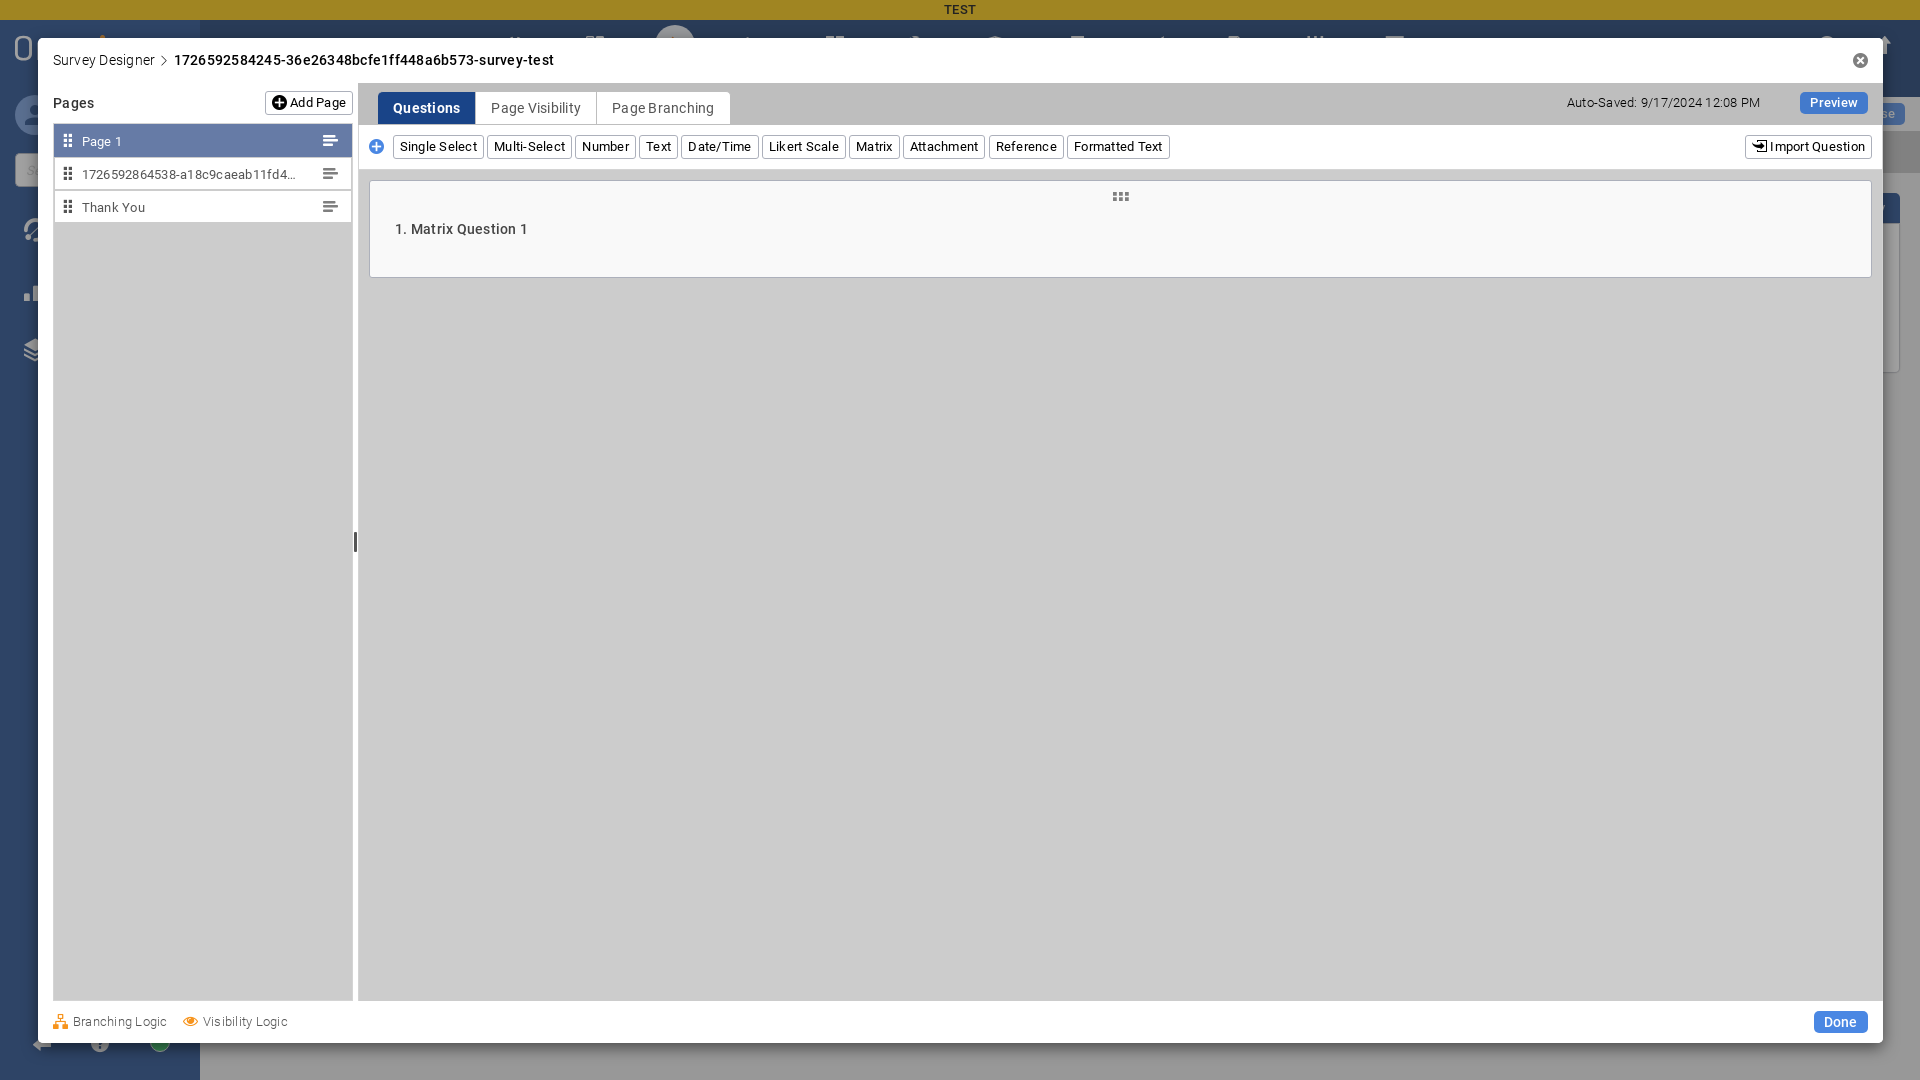 TEST
Survey Designer
1726592584245-36e26348bcfe1ff448a6b573-survey-test
Pages
Add Page
Page 1
1726592864538-a18c9caeab11fd4...
Thank You
Questions
Page Visibility
Page Branching
Auto-Saved: 9/17/2024 12:08 PM
Preview
Single Select
Multi-Select
Number
Text
Date/Time
Likert Scale
Matrix
Attachment
Reference
Formatted Text
Import Question
1. Matrix Question 1
Branching Logic
Visibility Logic
Done